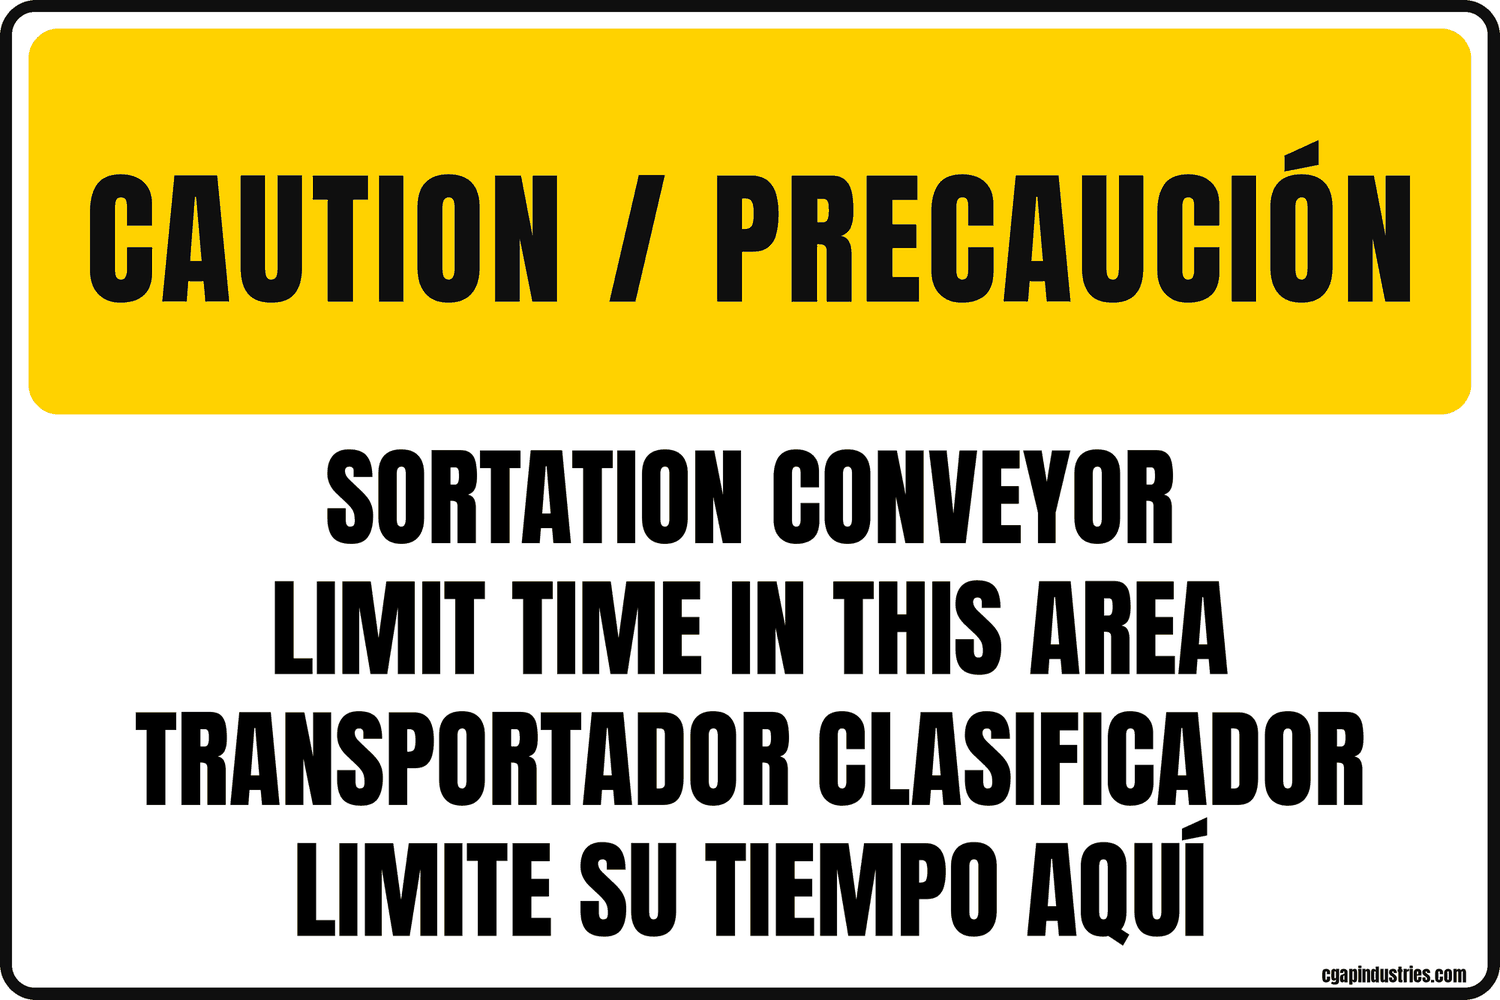 CAUTION / PRECAUCIÓN
SORTATION CONVEYOR
LIMIT TIME IN THIS AREA
TRANSPORTADOR CLASIFICADOR
LIMITE SU TIEMPO AQUÍ
cgapindustries.com